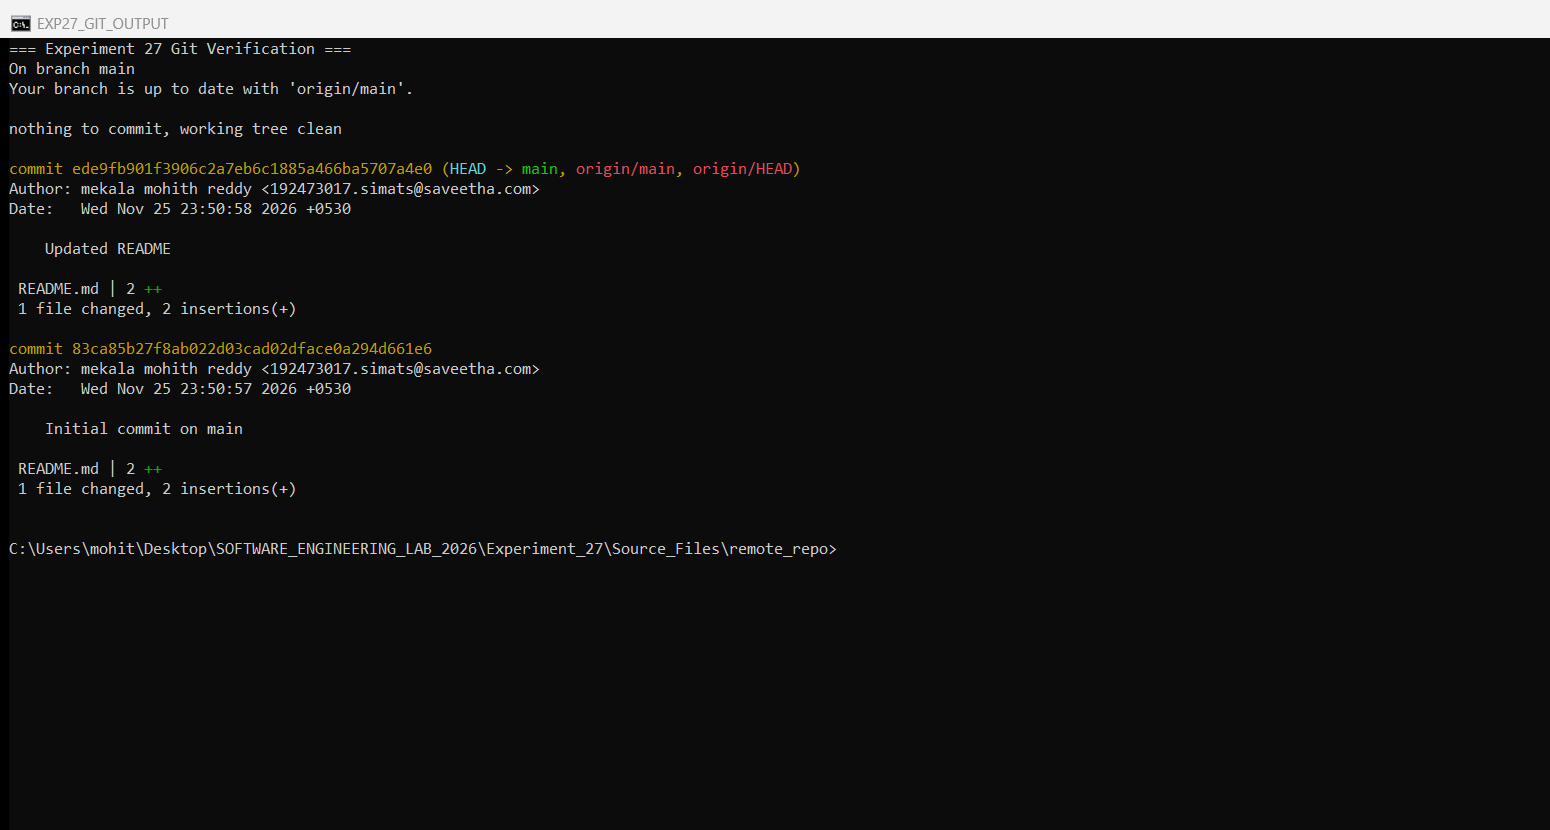 EXP27_GIT_OUTPUT
=== Experiment 27 Git Verification ===
On branch main
Your branch is up to date with 'origin/main'.
nothing to commit, working tree clean
commit ede9fb901f3906c2a7eb6c1885a466ba5707a4e0 (HEAD -> main, origin/main, origin/HEAD)
Author: mekala mohith reddy <192473017.simats@saveetha.com>
Date:   Wed Nov 25 23:50:58 2026 +0530
Updated README
README.md | 2 ++
1 file changed, 2 insertions(+)
commit 83ca85b27f8ab022d03cad02dface0a294d661e6
Author: mekala mohith reddy <192473017.simats@saveetha.com>
Date:   Wed Nov 25 23:50:57 2026 +0530
Initial commit on main
README.md | 2 ++
1 file changed, 2 insertions(+)
C:\Users\mohit\Desktop\SOFTWARE_ENGINEERING_LAB_2026\Experiment_27\Source_Files\remote_repo>